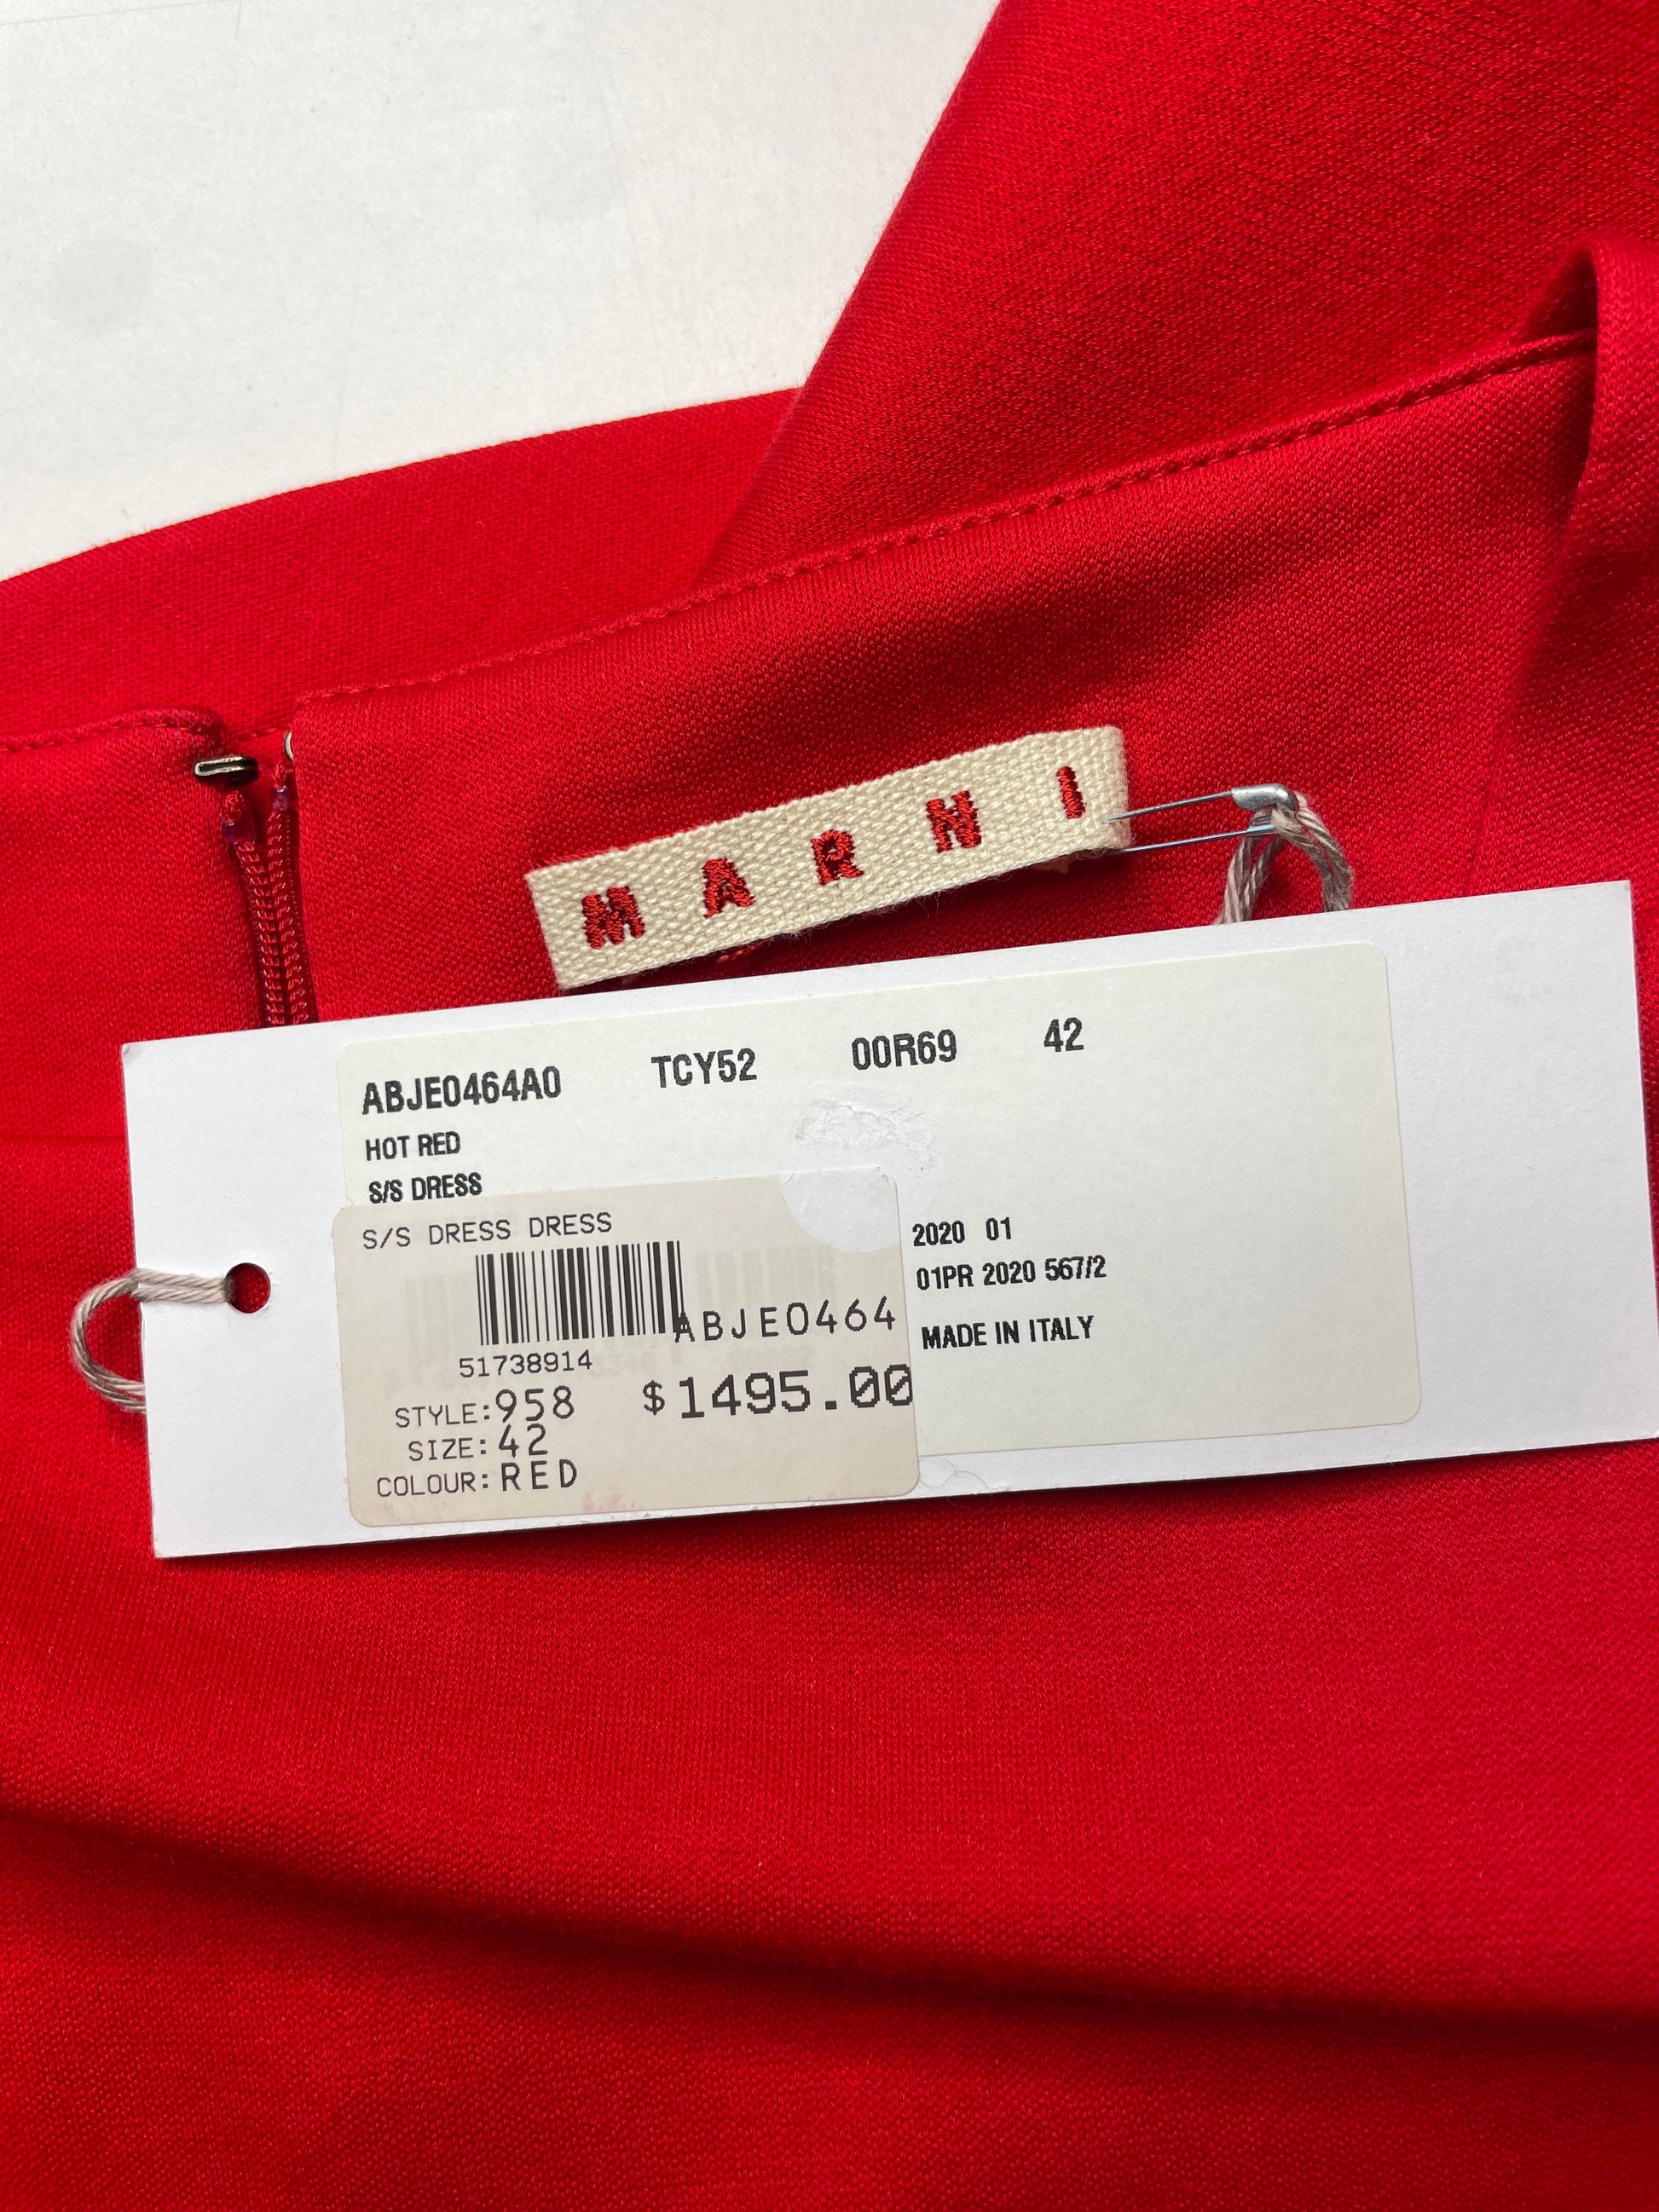 MARNI
ABJE0464A0 TCY52 00R69 42
HOT RED
S/S DRESS
S/S DRESS DRESS
ABJE0464
51738914
STYLE:958 $1495.00
SIZE:42
COLOUR:RED
2020 01
01PR 2020 567/2
MADE IN ITALY